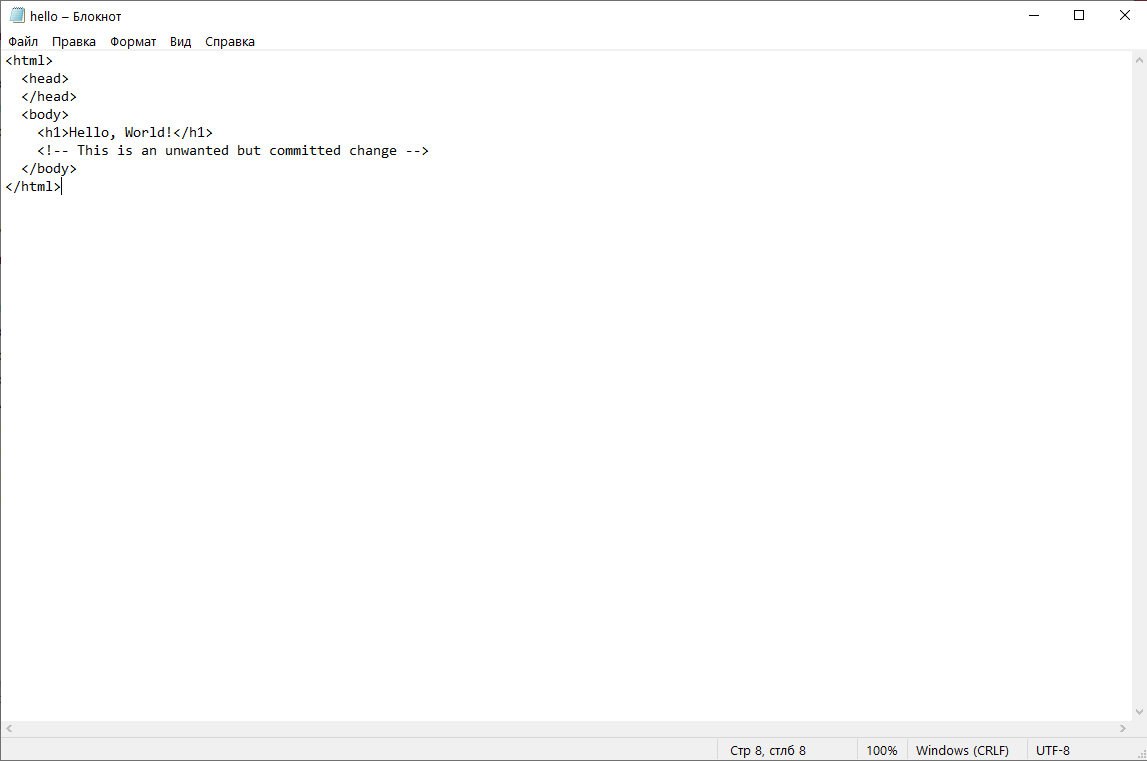 hello – Блокнот
Файл Правка Формат Вид Справка
<html>
  <head>
  </head>
  <body>
    <h1>Hello, World!</h1>
    <!-- This is an unwanted but committed change -->
  </body>
</html>
Стр 8, стлб 8 100% Windows (CRLF) UTF-8